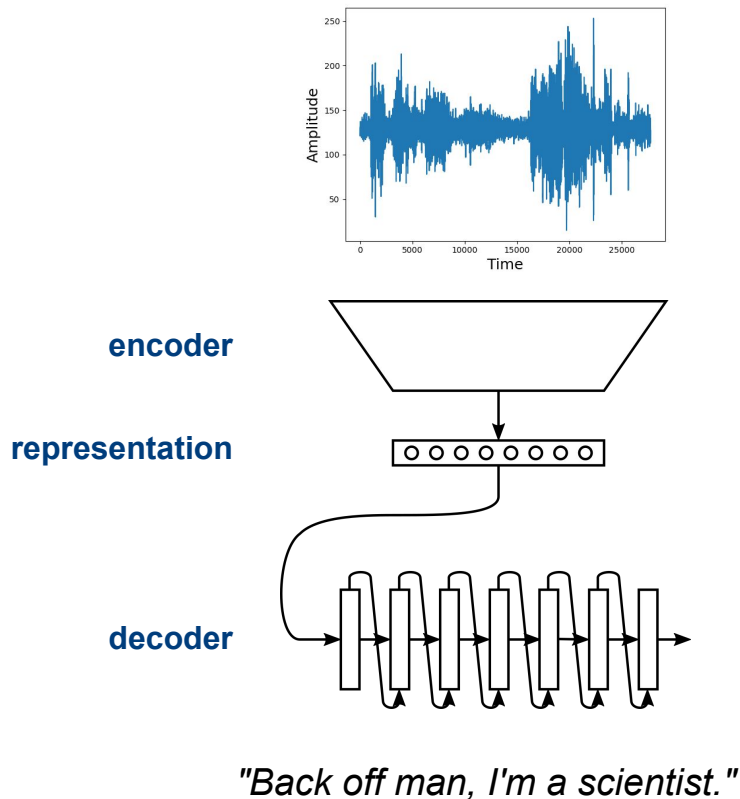 250
200
150
100
50
Amplitude
0 5000 10000 15000 20000 25000
Time
encoder
representation
decoder
"Back off man, I'm a scientist."